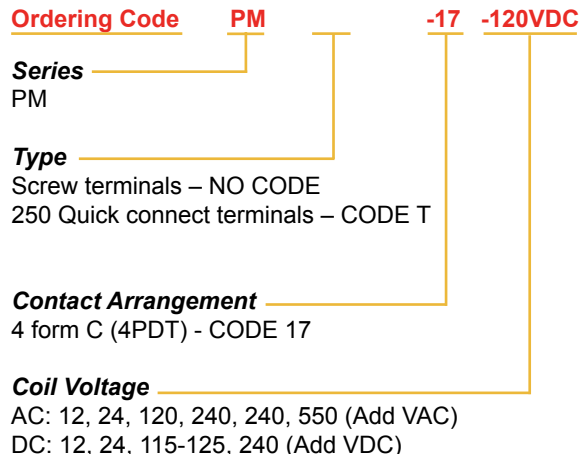 Ordering Code PM -17 -120VDC
Series
PM
Type
Screw terminals – NO CODE
250 Quick connect terminals – CODE T
Contact Arrangement
4 form C (4PDT) - CODE 17
Coil Voltage
AC: 12, 24, 120, 240, 240, 550 (Add VAC)
DC: 12, 24, 115-125, 240 (Add VDC)